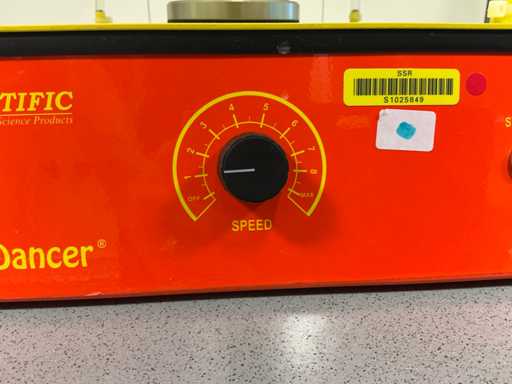 TIFIC
Science Products
SSR
S1025849
OFF 1 2 3 4 5 6 7 8 MAX
SPEED
S
Dancer®